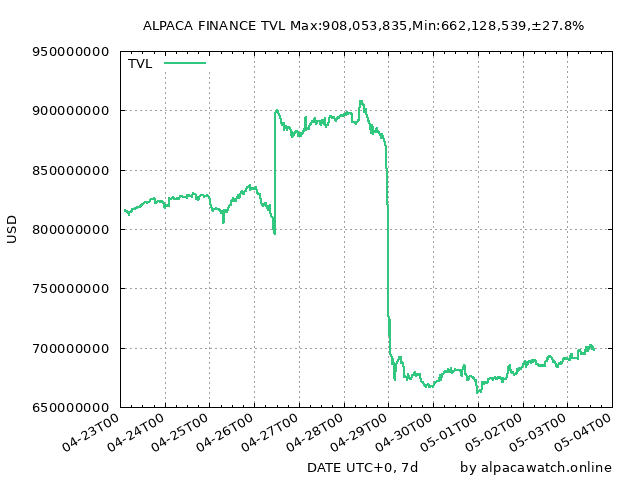 ALPACA FINANCE TVL Max:908,053,835,Min:662,128,539,±27.8%
TVL
950000000
900000000
850000000
800000000
750000000
700000000
650000000
USD
04-23T00
04-24T00
04-25T00
04-26T00
04-27T00
04-28T00
04-29T00
04-30T00
05-01T00
05-02T00
05-03T00
05-04T00
DATE UTC+0, 7d
by alpacawatch.online